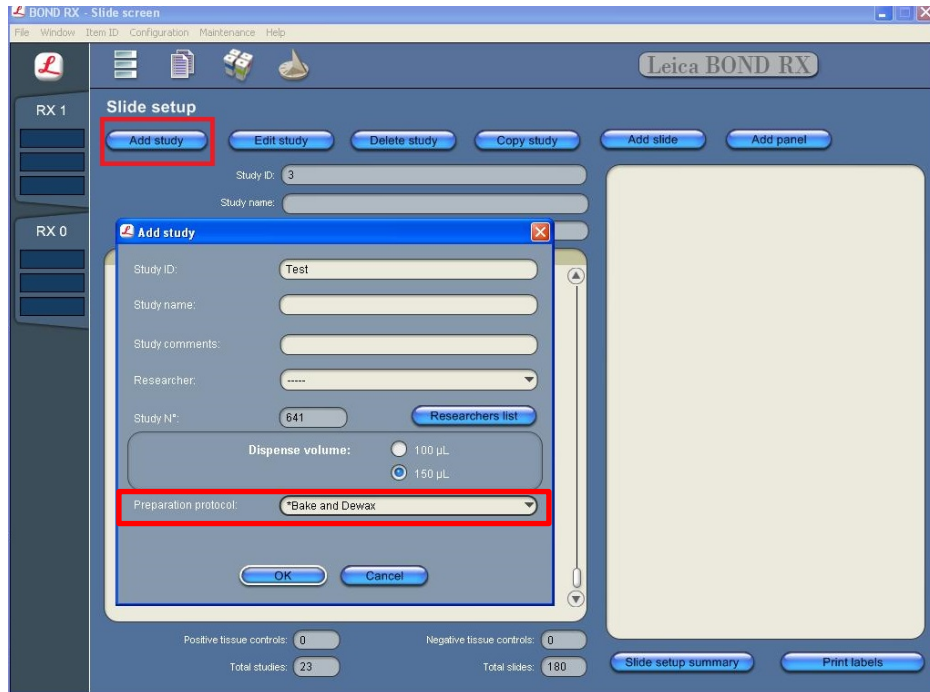 BOND RX - Slide screen
File Window Item ID Configuration Maintenance Help
Leica BOND RX
RX 1
Slide setup
Add study Edit study Delete study Copy study Add slide Add panel
Study ID: 3
Study name:
RX 0
Add study
Study ID: Test
Study name:
Study comments:
Researcher: -----
Study N°: 641 Researchers list
Dispense volume: 100 µL
150 µL
Preparation protocol: *Bake and Dewax
OK Cancel
Positive tissue controls: 0 Negative tissue controls: 0
Total studies: 23 Total slides: 180
Slide setup summary Print labels